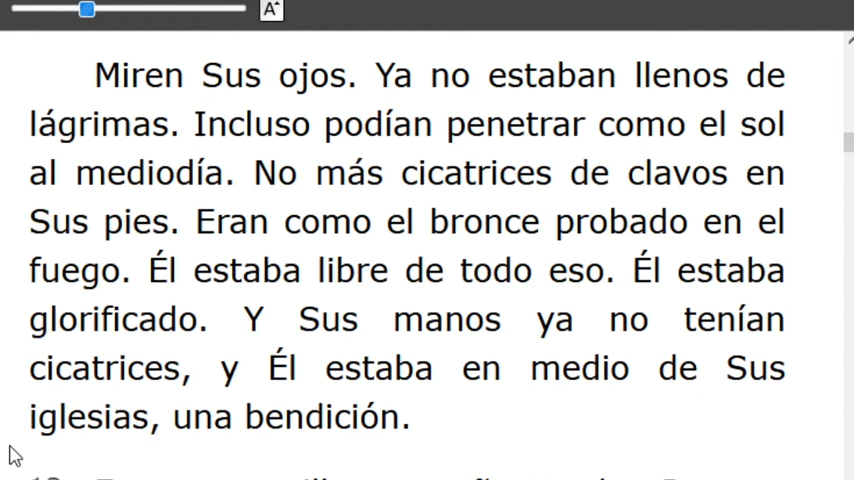 A
Miren Sus ojos. Ya no estaban llenos de
lágrimas. Incluso podían penetrar como el sol
al mediodía. No más cicatrices de clavos en
Sus pies. Eran como el bronce probado en el
fuego. Él estaba libre de todo eso. Él estaba
glorificado. Y Sus manos ya no tenían
cicatrices, y Él estaba en medio de Sus
iglesias, una bendición.